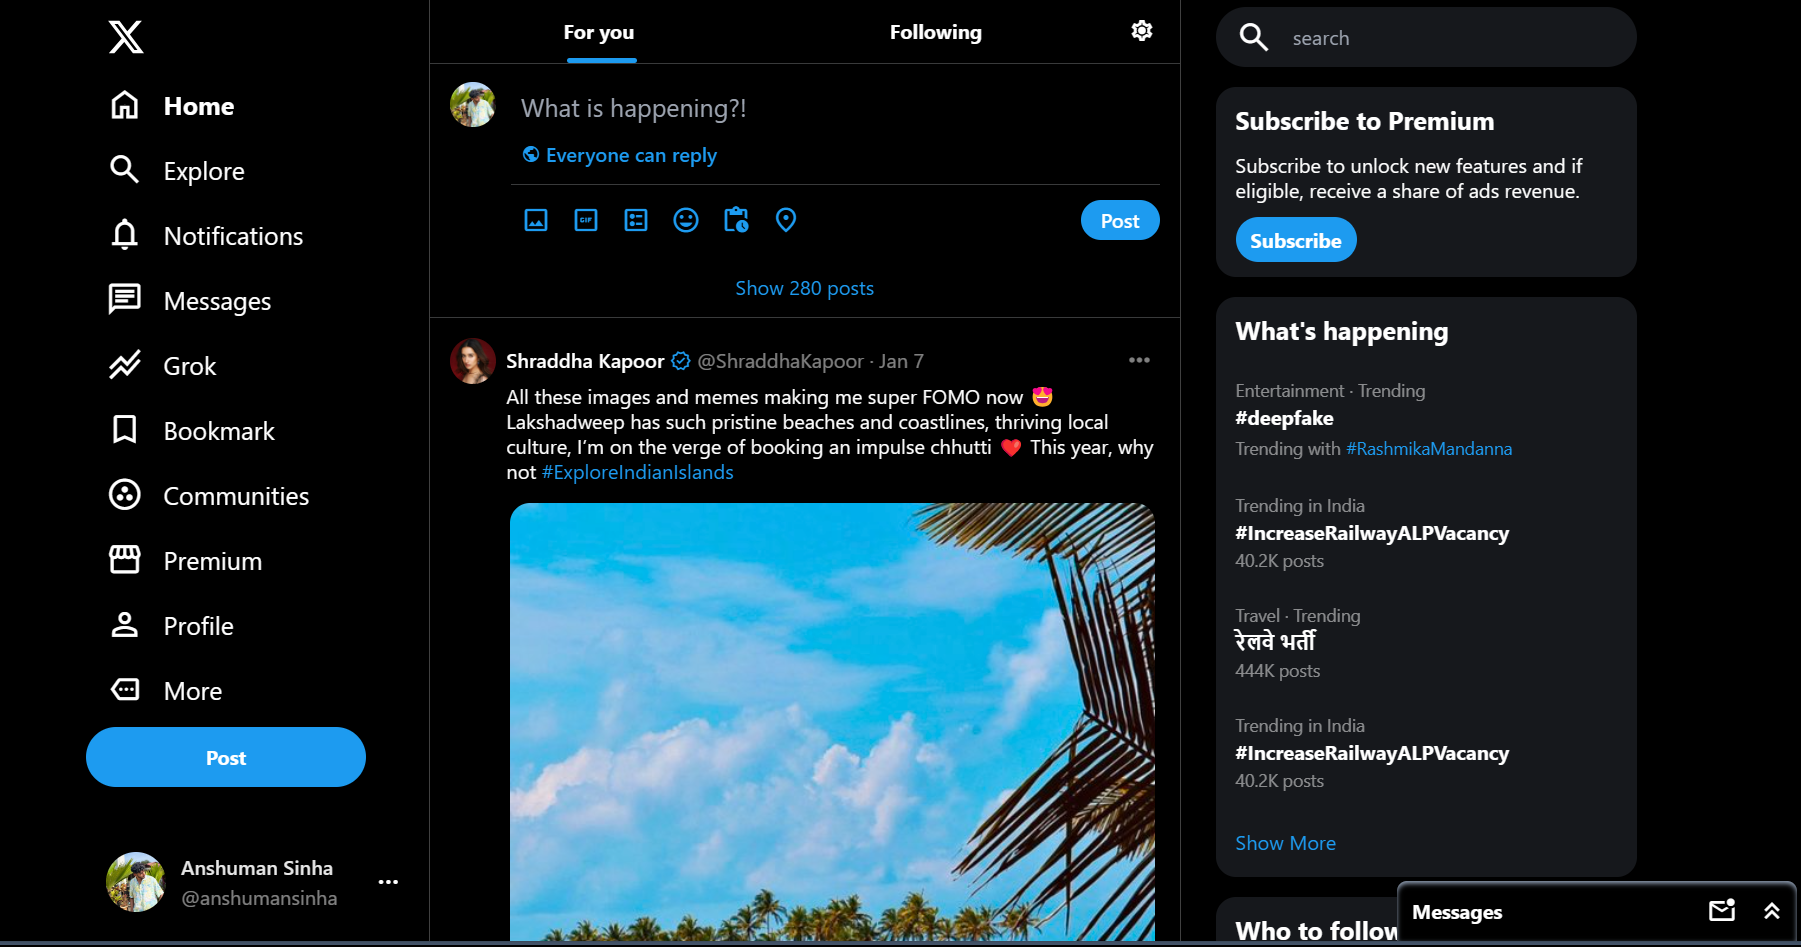 Home
Explore
Notifications
Messages
Grok
Bookmark
Communities
Premium
Profile
More
Post
Anshuman Sinha
@anshumansinha
For you
Following
What is happening?!
Everyone can reply
GIF
Post
Show 280 posts
Shraddha Kapoor @ShraddhaKapoor · Jan 7
All these images and memes making me super FOMO now 🤩
Lakshadweep has such pristine beaches and coastlines, thriving local
culture, I’m on the verge of booking an impulse chhutti ❤️ This year, why
not #ExploreIndianIslands
search
Subscribe to Premium
Subscribe to unlock new features and if
eligible, receive a share of ads revenue.
Subscribe
What's happening
Entertainment · Trending
#deepfake
Trending with #RashmikaMandanna
Trending in India
#IncreaseRailwayALPVacancy
40.2K posts
Travel · Trending
रेलवे भर्ती
444K posts
Trending in India
#IncreaseRailwayALPVacancy
40.2K posts
Show More
Who to follow
Messages